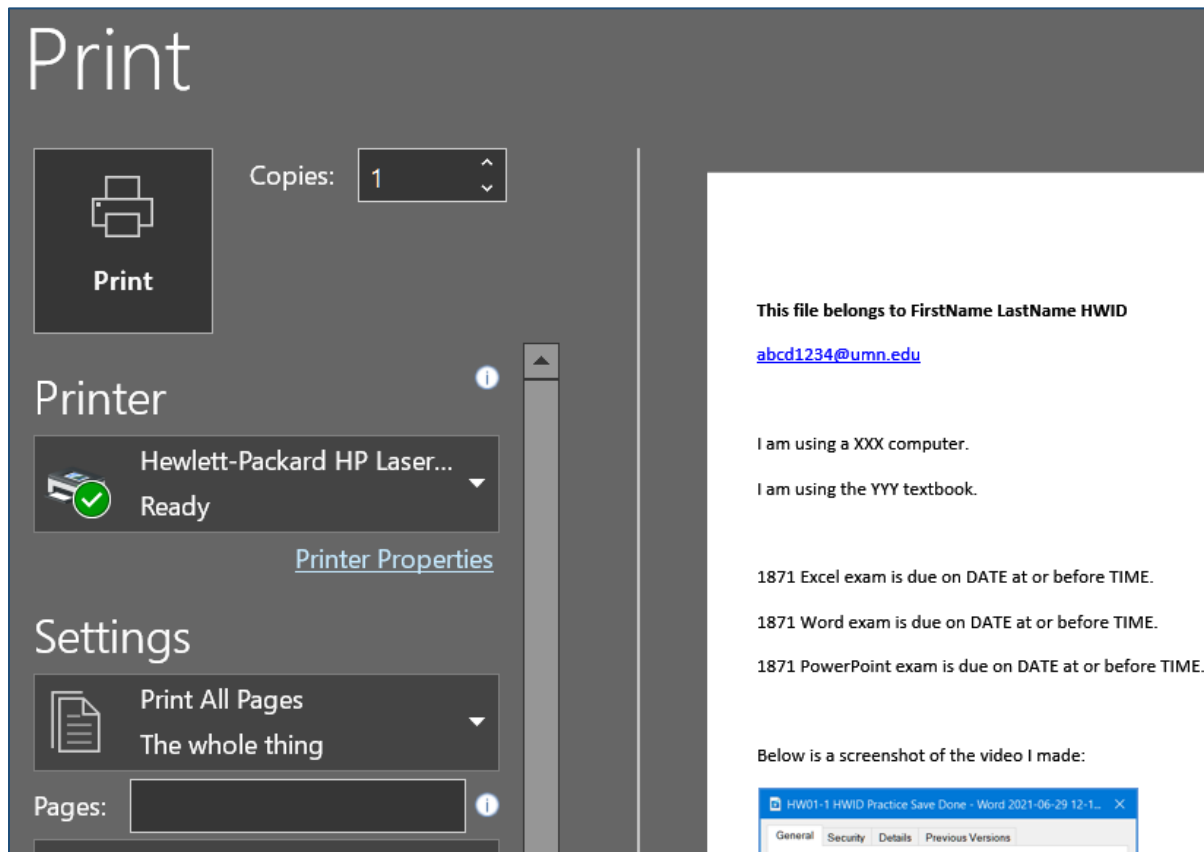 Print
Copies: 1
Print
Printer
Hewlett-Packard HP Laser...
Ready
Printer Properties
Settings
Print All Pages
The whole thing
Pages:
This file belongs to FirstName LastName HWID
abcd1234@umn.edu
I am using a XXX computer.
I am using the YYY textbook.
1871 Excel exam is due on DATE at or before TIME.
1871 Word exam is due on DATE at or before TIME.
1871 PowerPoint exam is due on DATE at or before TIME.
Below is a screenshot of the video I made:
HW01-1 HWID Practice Save Done - Word 2021-06-29 12-1...
General Security Details Previous Versions